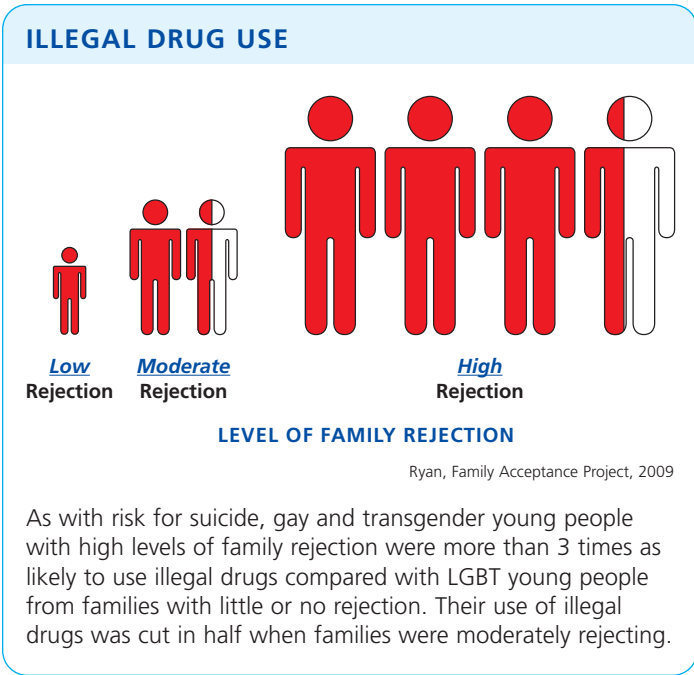 ILLEGAL DRUG USE
Low
Rejection
Moderate
Rejection
High
Rejection
LEVEL OF FAMILY REJECTION
Ryan, Family Acceptance Project, 2009
As with risk for suicide, gay and transgender young people
with high levels of family rejection were more than 3 times as
likely to use illegal drugs compared with LGBT young people
from families with little or no rejection. Their use of illegal
drugs was cut in half when families were moderately rejecting.